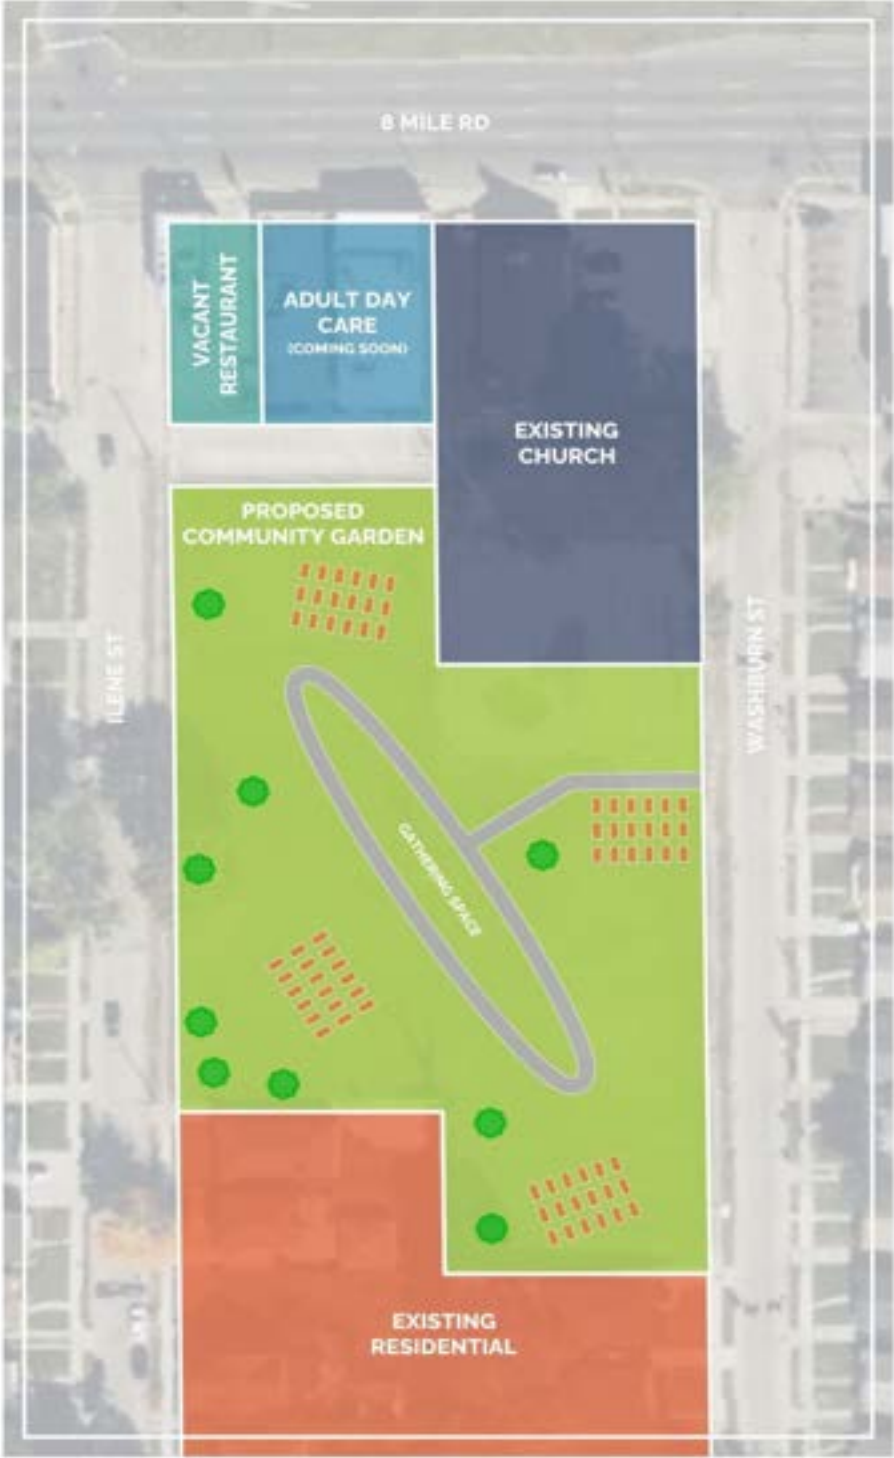 8 MILE RD
VACANT
RESTAURANT
ADULT DAY
CARE
(COMING SOON)
EXISTING
CHURCH
PROPOSED
COMMUNITY GARDEN
ILENE ST
WASHBURN ST
GATHERING SPACE
EXISTING
RESIDENTIAL